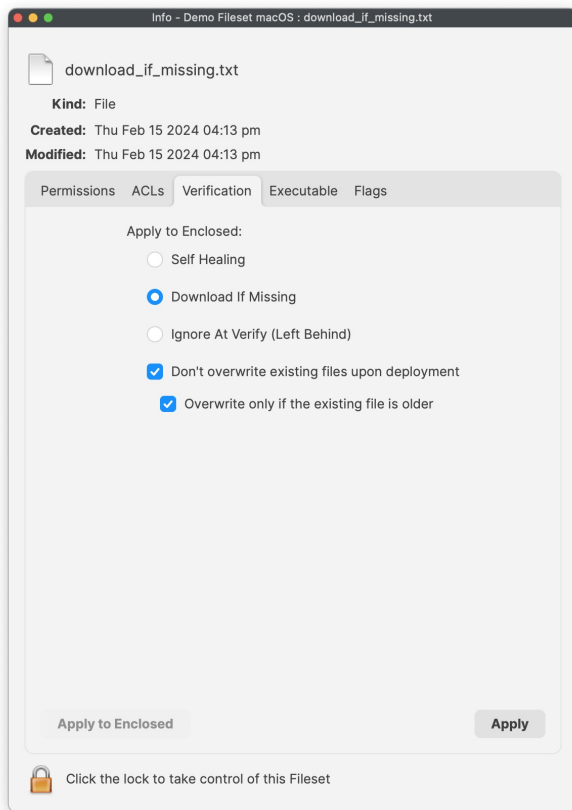 Info - Demo Fileset macOS : download_if_missing.txt
download_if_missing.txt
Kind: File
Created: Thu Feb 15 2024 04:13 pm
Modified: Thu Feb 15 2024 04:13 pm
Permissions ACLs Verification Executable Flags
Apply to Enclosed:
Self Healing
Download If Missing
Ignore At Verify (Left Behind)
Don't overwrite existing files upon deployment
Overwrite only if the existing file is older
Apply to Enclosed Apply
Click the lock to take control of this Fileset